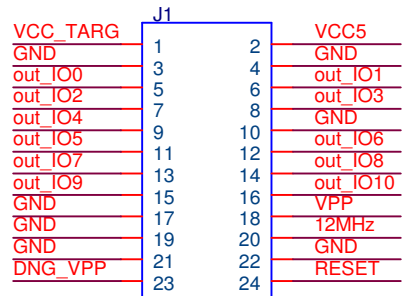 J1
VCC_TARG 1 2 VCC5
GND 3 4 GND
out_IO0 5 6 out_IO1
out_IO2 7 8 out_IO3
out_IO4 9 10 GND
out_IO5 11 12 out_IO6
out_IO7 13 14 out_IO8
out_IO9 15 16 out_IO10
GND 17 18 VPP
GND 19 20 12MHz
GND 21 22 GND
DNG_VPP 23 24 RESET